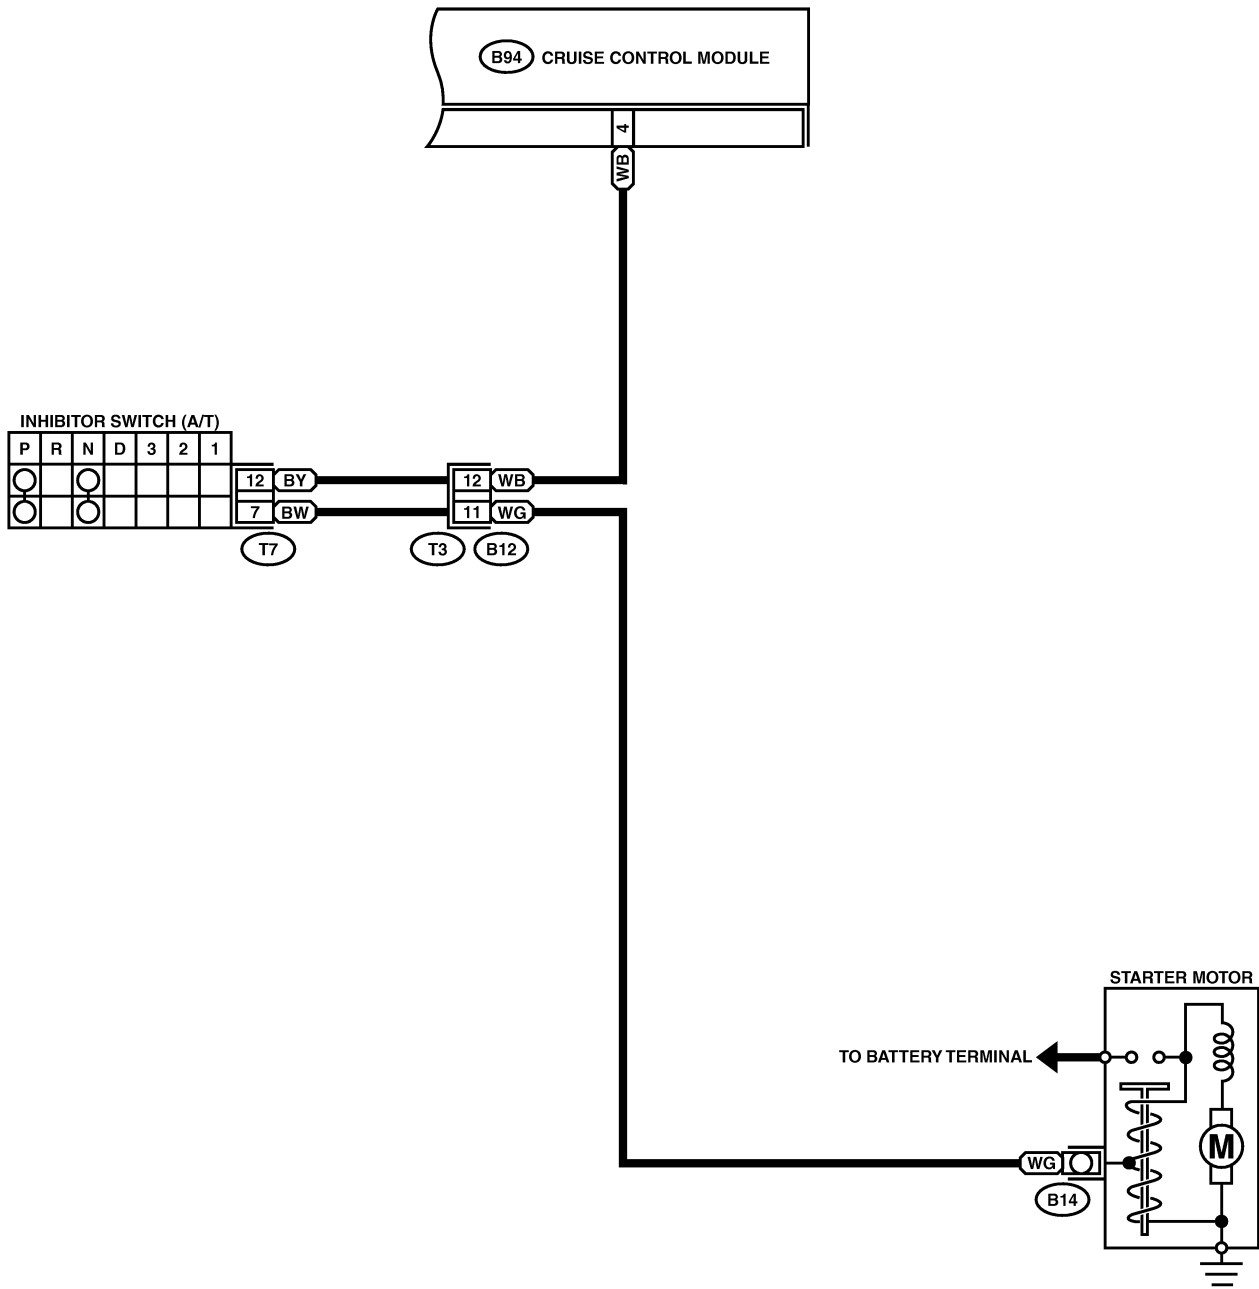 B94 CRUISE CONTROL MODULE
4
WB
INHIBITOR SWITCH (A/T)
P R N D 3 2 1
12 BY 12 WB
7 BW 11 WG
T7 T3 B12
STARTER MOTOR
TO BATTERY TERMINAL
M
WG
B14